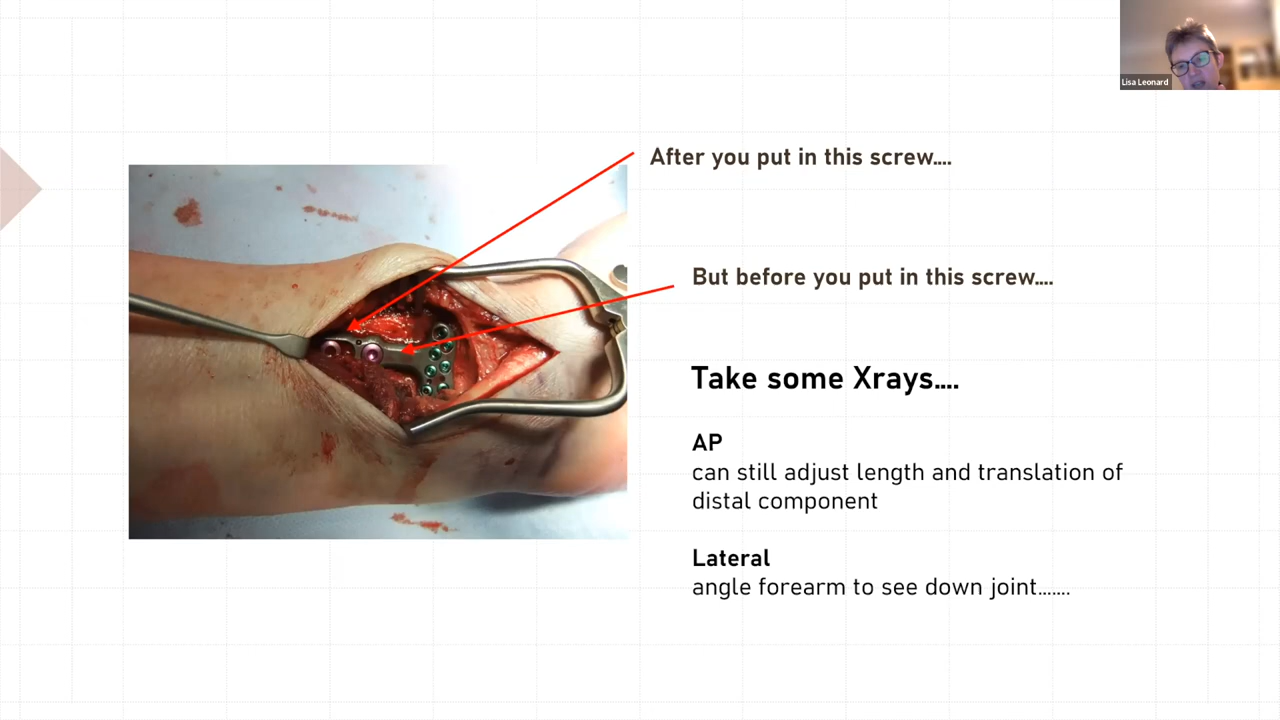 Lisa Leonard
After you put in this screw....
But before you put in this screw....
Take some Xrays....
AP
can still adjust length and translation of
distal component
Lateral
angle forearm to see down joint.......